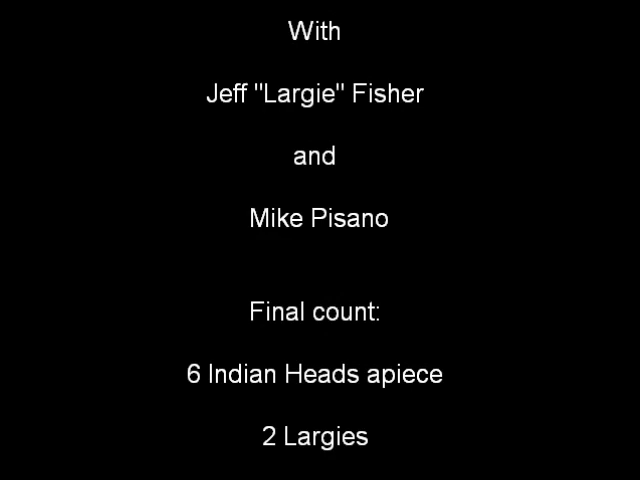 With
Jeff "Largie" Fisher
and
Mike Pisano
Final count:
6 Indian Heads apiece
2 Largies